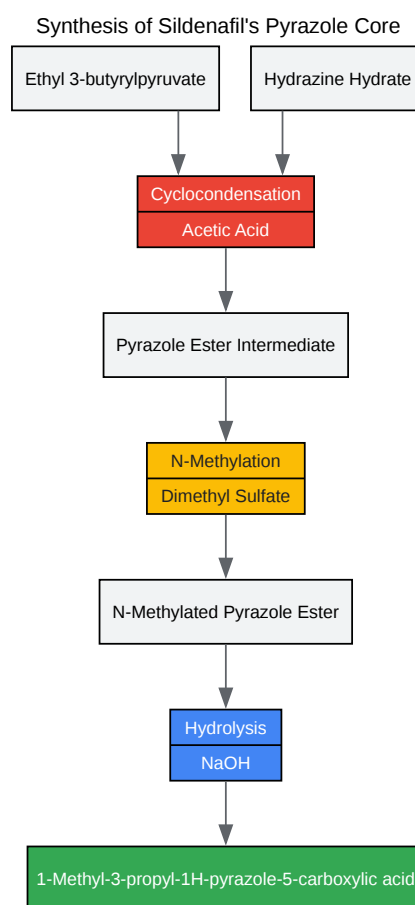 Synthesis of Sildenafil's Pyrazole Core
Ethyl 3-butyrylpyruvate
Hydrazine Hydrate
Cyclocondensation
Acetic Acid
Pyrazole Ester Intermediate
N-Methylation
Dimethyl Sulfate
N-Methylated Pyrazole Ester
Hydrolysis
NaOH
1-Methyl-3-propyl-1H-pyrazole-5-carboxylic acid